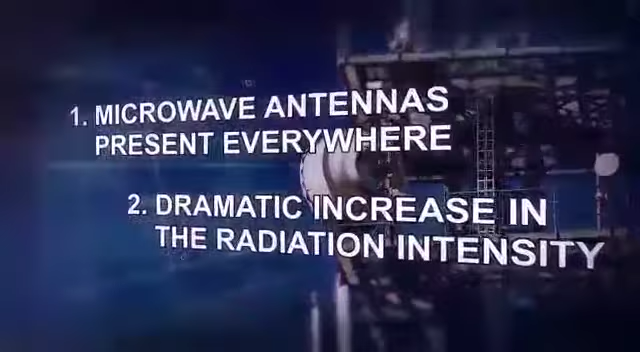 1. MICROWAVE ANTENNAS
PRESENT EVERYWHERE
2. DRAMATIC INCREASE IN
THE RADIATION INTENSITY